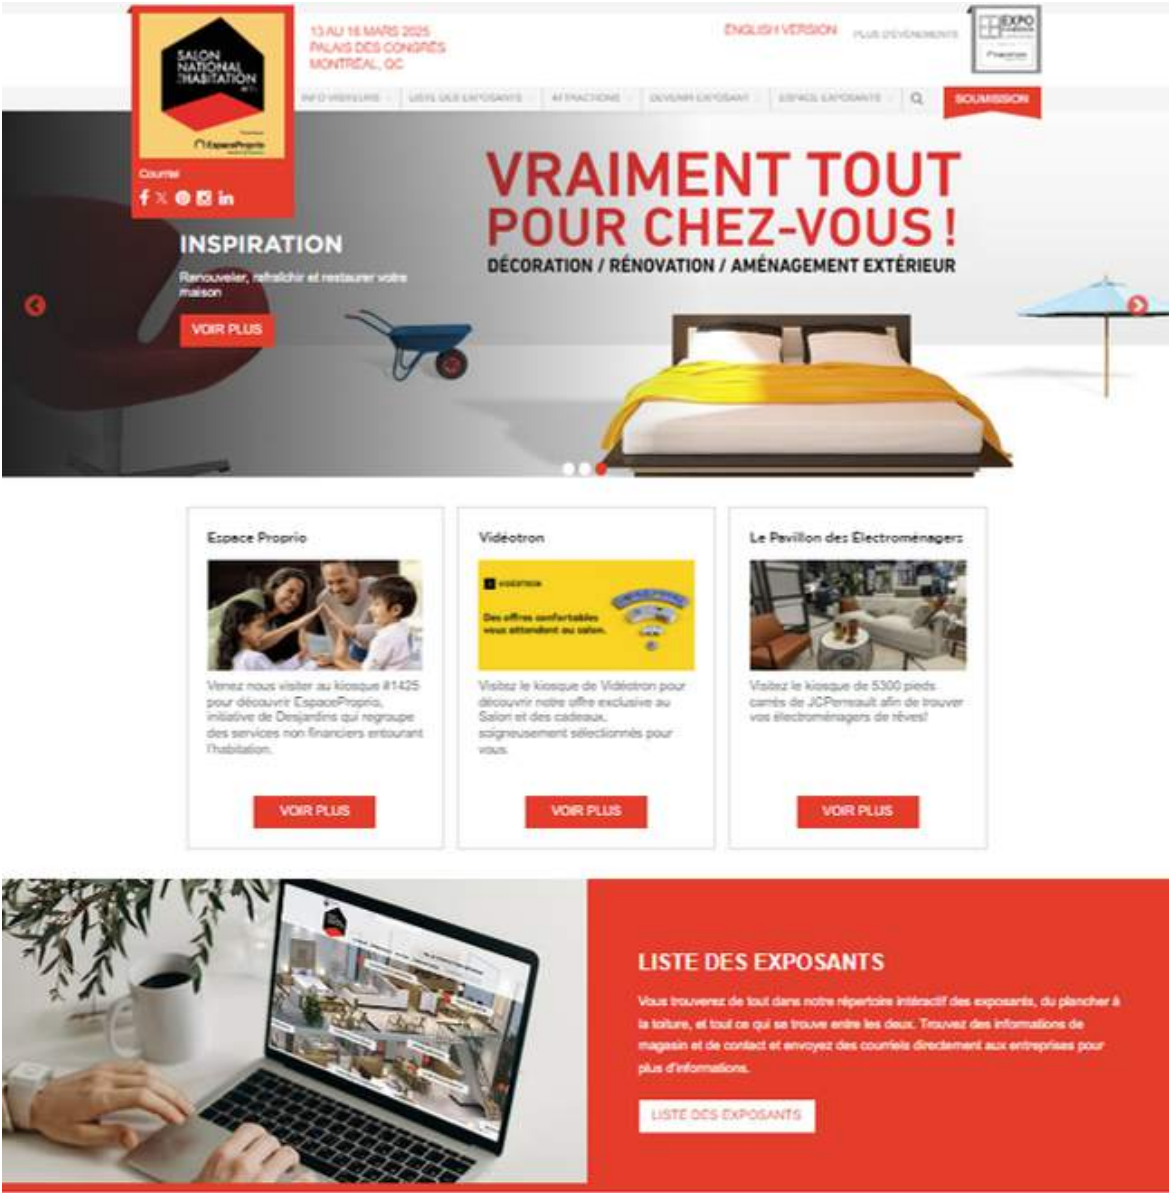 SALON
NATIONAL
DE L'HABITATION
EspaceProprio
Courriel
13 AU 16 MARS 2025
PALAIS DES CONGRÈS
MONTRÉAL, QC
ENGLISH VERSION
PLUS D'ÉVÉNEMENTS
EXPO
INFO VISITEURS
LISTE DES EXPOSANTS
ATTRACTIONS
DEVENIR EXPOSANT
ESPACE EXPOSANTS
SOUMISSION
VRAIMENT TOUT
POUR CHEZ-VOUS !
DÉCORATION / RÉNOVATION / AMÉNAGEMENT EXTÉRIEUR
INSPIRATION
Renouveler, rafraîchir et restaurer votre
maison
VOIR PLUS
Espace Proprio
Venez nous visiter au kiosque #1425
pour découvrir EspaceProprio,
initiative de Desjardins qui regroupe
des services non financiers entourant
l'habitation.
VOIR PLUS
Vidéotron
VIDÉOTRON
Des offres confortables
vous attendent au salon.
Visitez le kiosque de Vidéotron pour
découvrir notre offre exclusive au
Salon et des cadeaux,
soigneusement sélectionnés pour
vous.
VOIR PLUS
Le Pavillon des Électroménagers
Visitez le kiosque de 5300 pieds
carrés de JCPerreault afin de trouver
vos électroménagers de rêves!
VOIR PLUS
LISTE DES EXPOSANTS
Vous trouverez de tout dans notre répertoire intéractif des exposants, du plancher à
la toiture, et tout ce qui se trouve entre les deux. Trouvez des informations de
magasin et de contact et envoyez des courriels directement aux entreprises pour
plus d'informations.
LISTE DES EXPOSANTS